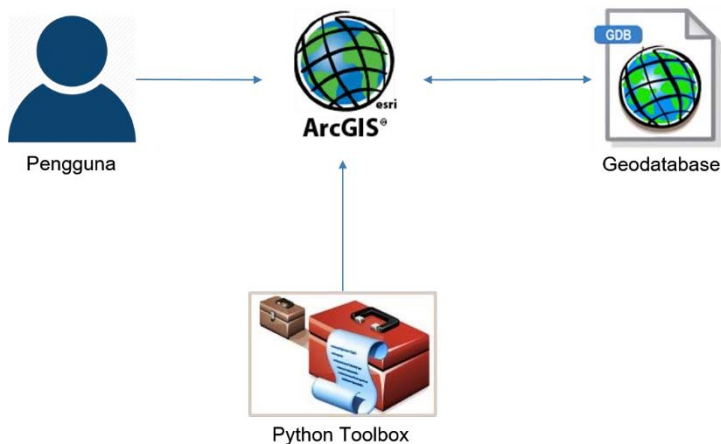 GDB
esri
ArcGIS®
Pengguna
Geodatabase
Python Toolbox